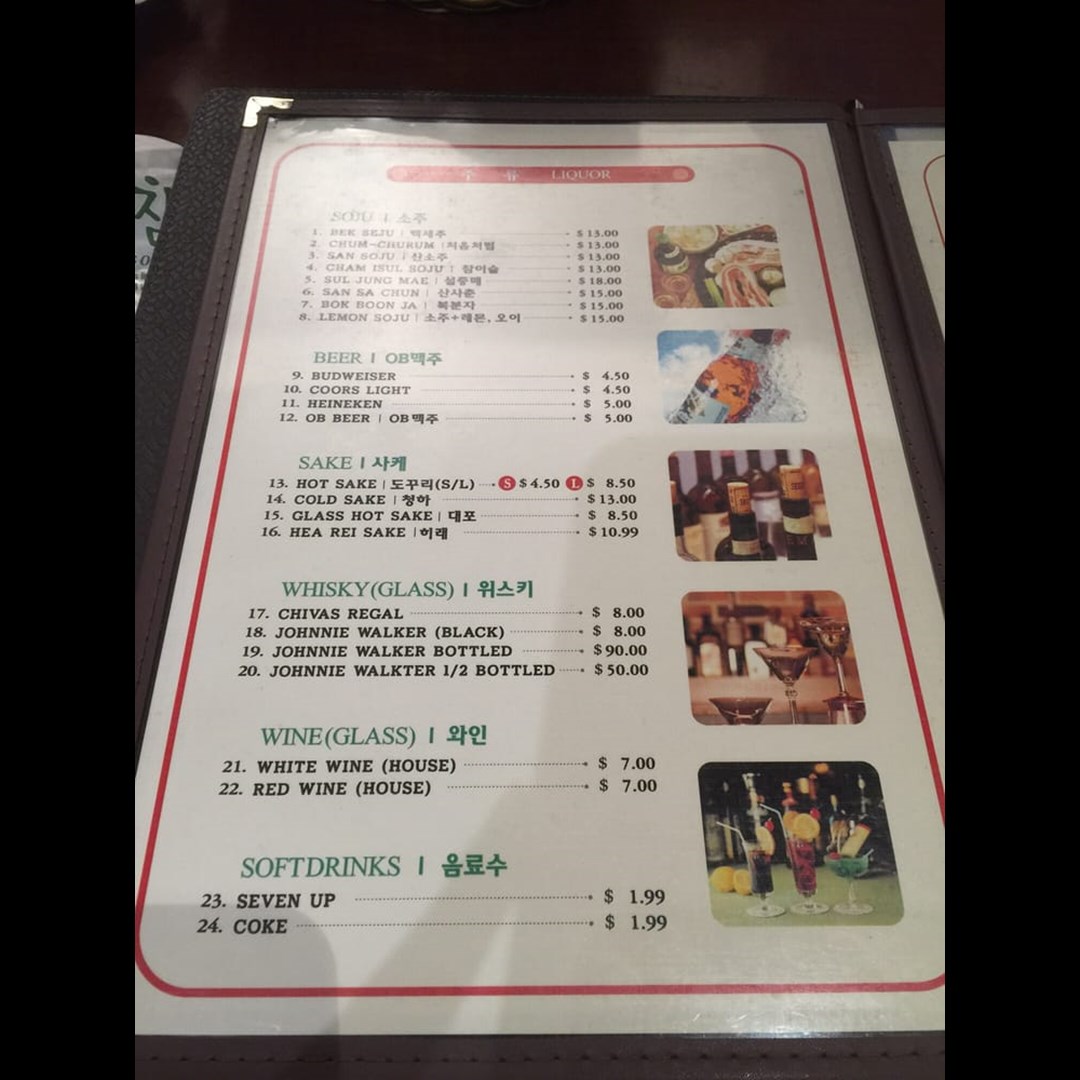 주 류 LIQUOR
SOJU | 소주
1. BEK SEJU | 백세주 $ 13.00
2. CHUM-CHURUM | 처음처럼 $ 13.00
3. SAN SOJU | 산소주 $ 13.00
4. CHAM ISUL SOJU | 참이슬 $ 13.00
5. SUL JUNG MAE | 설중매 $ 18.00
6. SAN SA CHUN | 산사춘 $ 15.00
7. BOK BOON JA | 복분자 $ 15.00
8. LEMON SOJU | 소주+레몬, 오이 $ 15.00
BEER | OB맥주
9. BUDWEISER $ 4.50
10. COORS LIGHT $ 4.50
11. HEINEKEN $ 5.00
12. OB BEER | OB맥주 $ 5.00
SAKE | 사케
13. HOT SAKE | 도꾸리(S/L) S $ 4.50 L $ 8.50
14. COLD SAKE | 청하 $ 13.00
15. GLASS HOT SAKE | 대포 $ 8.50
16. HEA REI SAKE | 히래 $ 10.99
WHISKY(GLASS) | 위스키
17. CHIVAS REGAL $ 8.00
18. JOHNNIE WALKER (BLACK) $ 8.00
19. JOHNNIE WALKER BOTTLED $ 90.00
20. JOHNNIE WALKTER 1/2 BOTTLED $ 50.00
WINE(GLASS) | 와인
21. WHITE WINE (HOUSE) $ 7.00
22. RED WINE (HOUSE) $ 7.00
SOFTDRINKS | 음료수
23. SEVEN UP $ 1.99
24. COKE $ 1.99